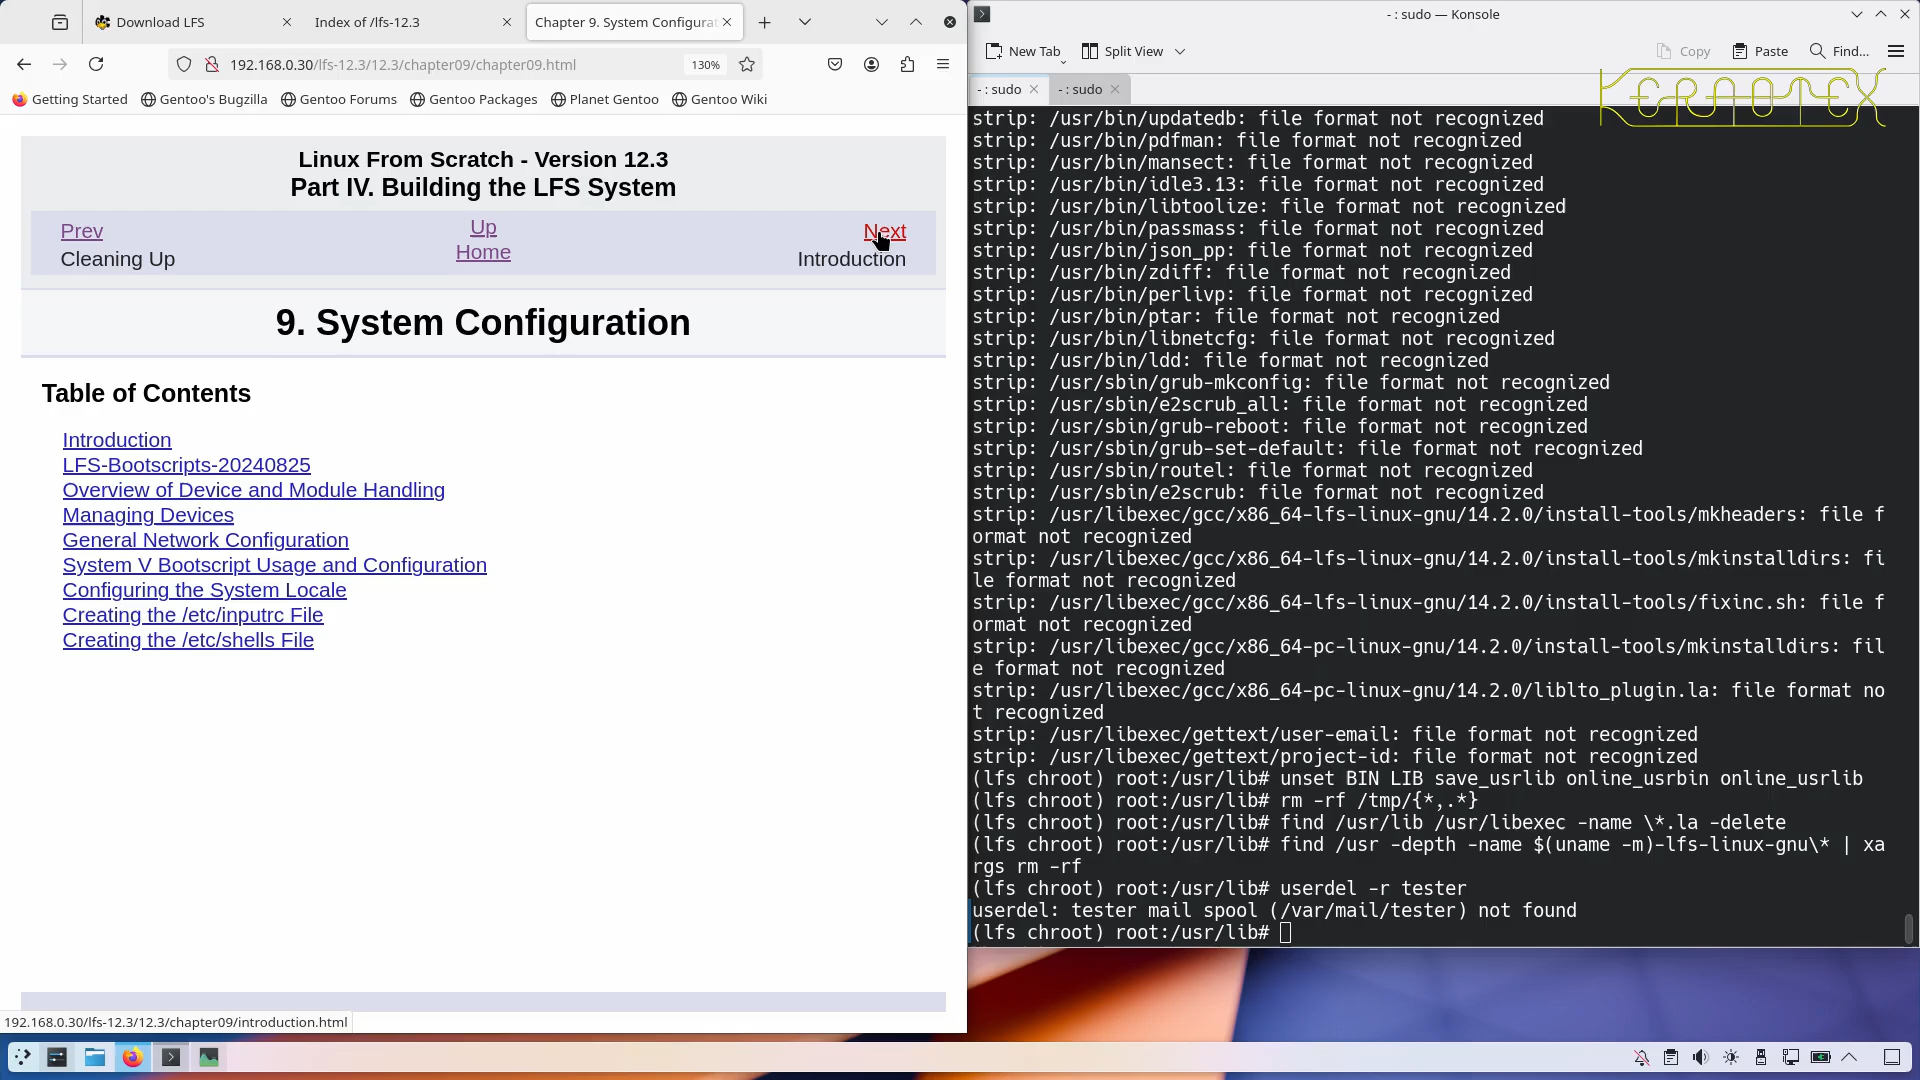 Download LFS
Index of /lfs-12.3
Chapter 9. System Configurat
192.168.0.30/lfs-12.3/12.3/chapter09/chapter09.html
130%
Getting Started
Gentoo's Bugzilla
Gentoo Forums
Gentoo Packages
Planet Gentoo
Gentoo Wiki
Linux From Scratch - Version 12.3
Part IV. Building the LFS System
Prev
Up
Next
Cleaning Up
Home
Introduction
9. System Configuration
Table of Contents
Introduction
LFS-Bootscripts-20240825
Overview of Device and Module Handling
Managing Devices
General Network Configuration
System V Bootscript Usage and Configuration
Configuring the System Locale
Creating the /etc/inputrc File
Creating the /etc/shells File
192.168.0.30/lfs-12.3/12.3/chapter09/introduction.html
- : sudo — Konsole
New Tab
Split View
Copy
Paste
Find...
- : sudo
- : sudo
KERAOTEX
strip: /usr/bin/updatedb: file format not recognized
strip: /usr/bin/pdfman: file format not recognized
strip: /usr/bin/mansect: file format not recognized
strip: /usr/bin/idle3.13: file format not recognized
strip: /usr/bin/libtoolize: file format not recognized
strip: /usr/bin/passmass: file format not recognized
strip: /usr/bin/json_pp: file format not recognized
strip: /usr/bin/zdiff: file format not recognized
strip: /usr/bin/perlivp: file format not recognized
strip: /usr/bin/ptar: file format not recognized
strip: /usr/bin/libnetcfg: file format not recognized
strip: /usr/bin/ldd: file format not recognized
strip: /usr/sbin/grub-mkconfig: file format not recognized
strip: /usr/sbin/e2scrub_all: file format not recognized
strip: /usr/sbin/grub-reboot: file format not recognized
strip: /usr/sbin/grub-set-default: file format not recognized
strip: /usr/sbin/routel: file format not recognized
strip: /usr/sbin/e2scrub: file format not recognized
strip: /usr/libexec/gcc/x86_64-lfs-linux-gnu/14.2.0/install-tools/mkheaders: file f
ormat not recognized
strip: /usr/libexec/gcc/x86_64-lfs-linux-gnu/14.2.0/install-tools/mkinstalldirs: fi
le format not recognized
strip: /usr/libexec/gcc/x86_64-lfs-linux-gnu/14.2.0/install-tools/fixinc.sh: file f
ormat not recognized
strip: /usr/libexec/gcc/x86_64-pc-linux-gnu/14.2.0/install-tools/mkinstalldirs: fil
e format not recognized
strip: /usr/libexec/gcc/x86_64-pc-linux-gnu/14.2.0/liblto_plugin.la: file format no
t recognized
strip: /usr/libexec/gettext/user-email: file format not recognized
strip: /usr/libexec/gettext/project-id: file format not recognized
(lfs chroot) root:/usr/lib# unset BIN LIB save_usrlib online_usrbin online_usrlib
(lfs chroot) root:/usr/lib# rm -rf /tmp/{*,.*}
(lfs chroot) root:/usr/lib# find /usr/lib /usr/libexec -name \*.la -delete
(lfs chroot) root:/usr/lib# find /usr -depth -name $(uname -m)-lfs-linux-gnu\* | xa
rgs rm -rf
(lfs chroot) root:/usr/lib# userdel -r tester
userdel: tester mail spool (/var/mail/tester) not found
(lfs chroot) root:/usr/lib#